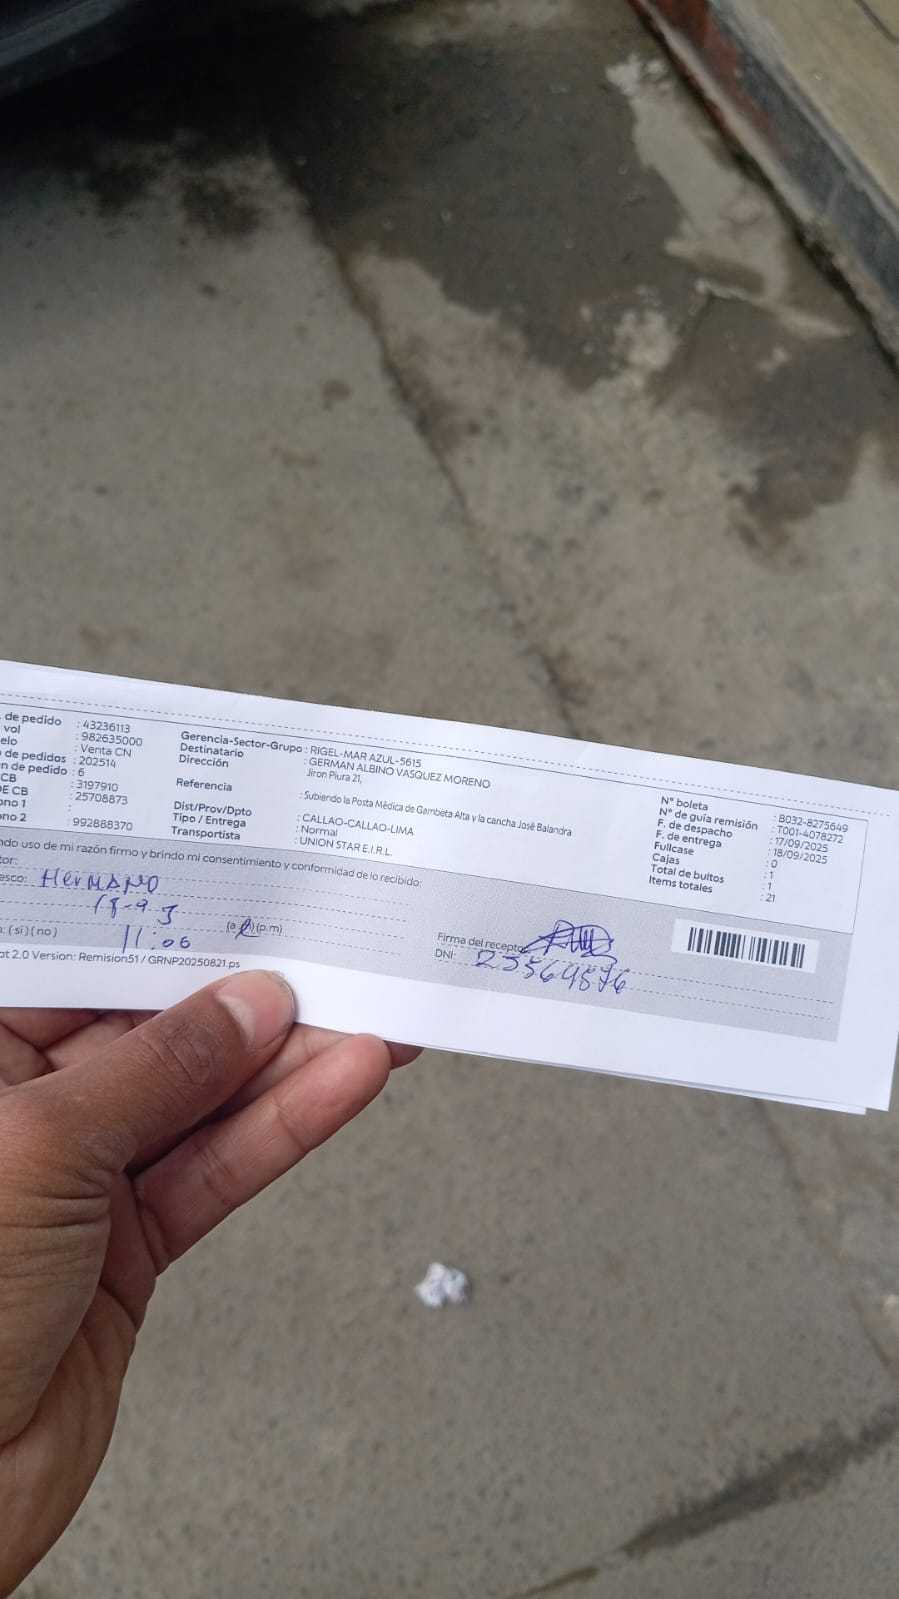 . de pedido : 43236113
vol : 982635000
elo : Venta CN
de pedidos : 202514
n de pedido : 6
CB : 3197910
DE CB : 25708873
ono 1 :
ono 2 : 992888370
Gerencia-Sector-Grupo : RIGEL-MAR AZUL-5615
Destinatario : GERMAN ALBINO VASQUEZ MORENO
Dirección Jiron Piura 21,
Referencia : Subiendo la Posta Médica de Gambeta Alta y la cancha José Balandra
Dist/Prov/Dpto : CALLAO-CALLAO-LIMA
Tipo / Entrega : Normal
Transportista : UNION STAR E.I.R.L.
N° boleta : B032-8275649
N° de guía remisión : T001-4078272
F. de despacho : 17/09/2025
F. de entrega : 18/09/2025
Fullcase : 0
Cajas : 1
Total de bultos : 1
Items totales : 21
ndo uso de mi razón firmo y brindo mi consentimiento y conformidad de lo recibido:
tor:
esco: HERMANO
18-9
: ( si ) ( no ) 11:06 (a.m) (p.m)
Firma del receptor
DNI:
at 2.0 Version: Remision51 / GRNP20250821.ps